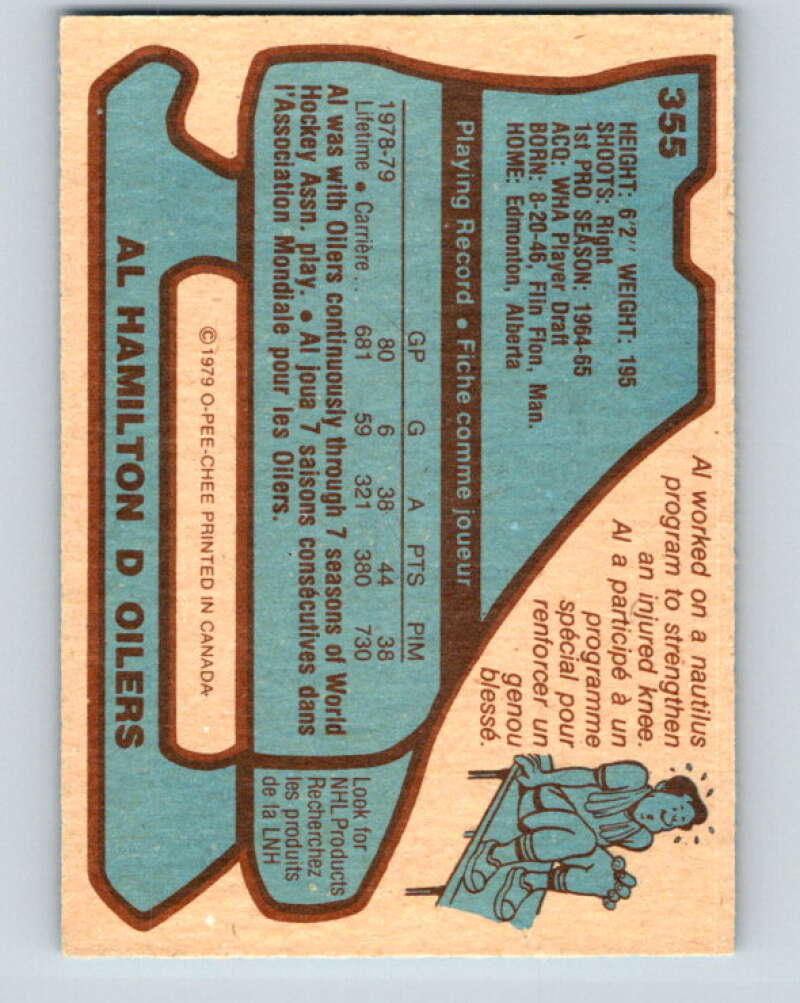 355
HEIGHT: 6'2" WEIGHT: 195
SHOOTS: Right
1st PRO SEASON: 1964-65
ACQ: WHA Player Draft
BORN: 8-20-46, Flin Flon, Man.
HOME: Edmonton, Alberta
Al worked on a nautilus
program to strengthen
an injured knee.
Al a participé à un
programme
spécial pour
renforcer un
genou
blessé.
Playing Record • Fiche comme joueur
GP G A PTS PIM
1978-79 80 6 38 44 38
Lifetime • Carrière ... 681 59 321 380 730
Al was with Oilers continuously through 7 seasons of World
Hockey Assn. play. • Al joua 7 saisons consécutives dans
l'Association Mondiale pour les Oilers.
Look for
NHL Products
Recherchez
les produits
de la LNH
© 1979 O-PEE-CHEE PRINTED IN CANADA
AL HAMILTON D OILERS